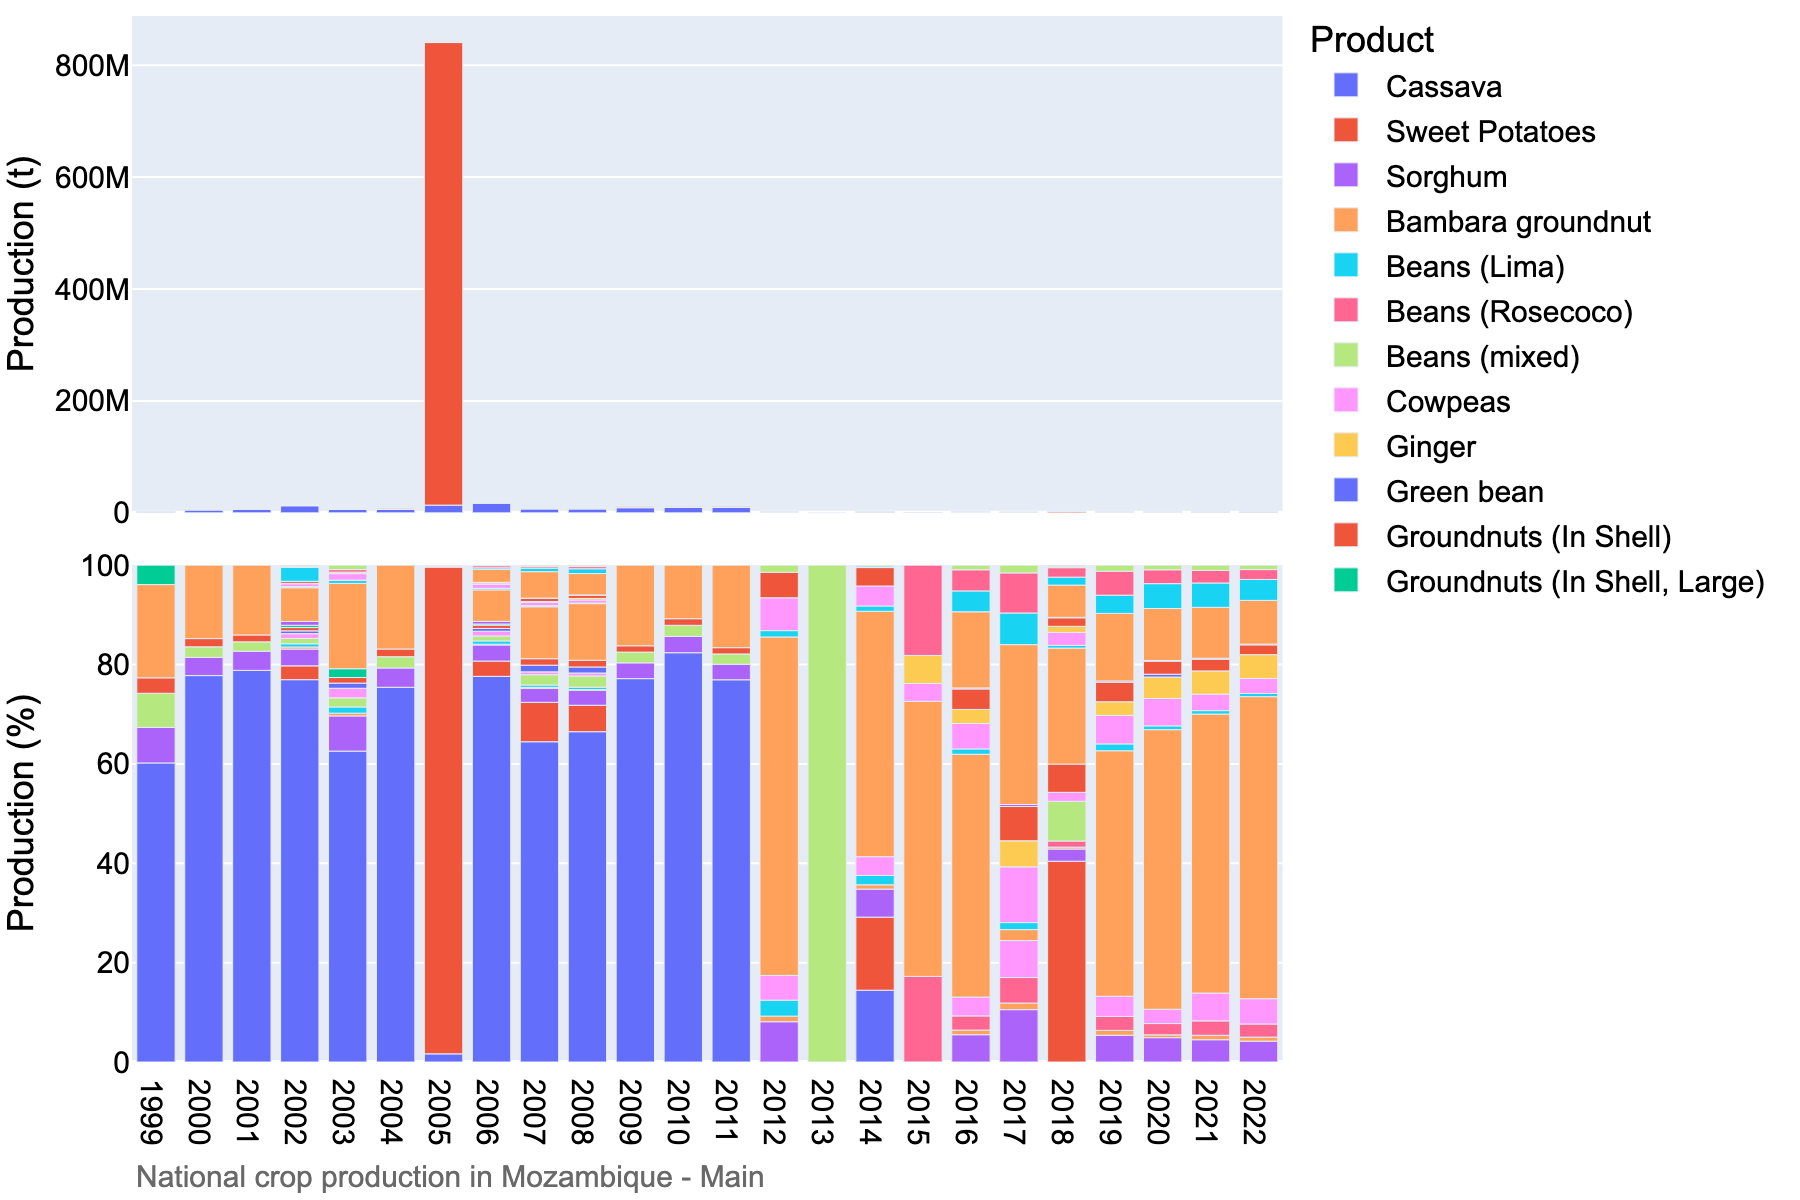 Production (t)
800M
600M
400M
200M
0
Production (%)
100
80
60
40
20
0
1999
2000
2001
2002
2003
2004
2005
2006
2007
2008
2009
2010
2011
2012
2013
2014
2015
2016
2017
2018
2019
2020
2021
2022
National crop production in Mozambique - Main
Product
Cassava
Sweet Potatoes
Sorghum
Bambara groundnut
Beans (Lima)
Beans (Rosecoco)
Beans (mixed)
Cowpeas
Ginger
Green bean
Groundnuts (In Shell)
Groundnuts (In Shell, Large)